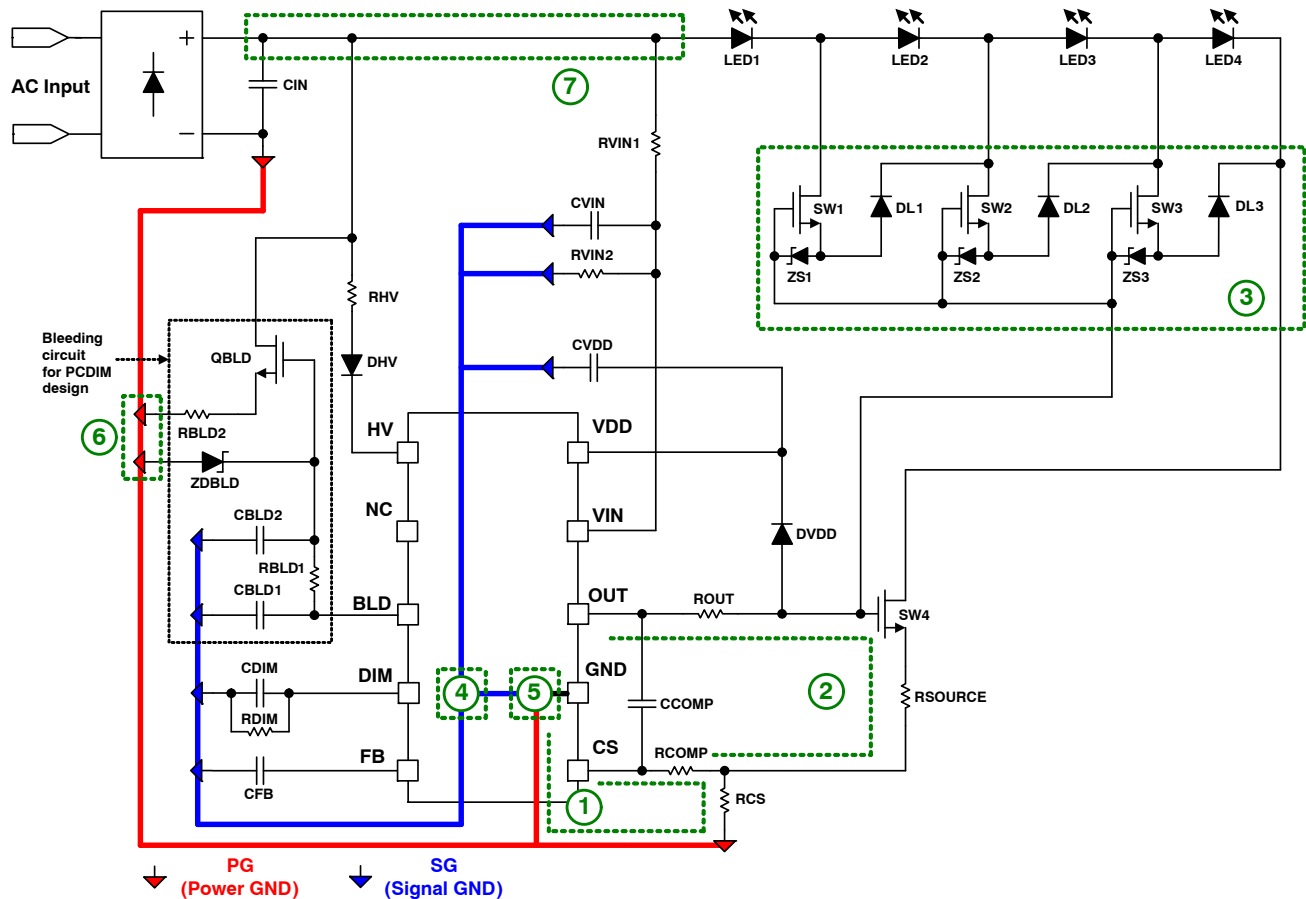 +
−
AC Input
CIN
7
LED1
LED2
LED3
LED4
RVIN1
CVIN
RVIN2
SW1
DL1
SW2
DL2
SW3
DL3
ZS1
ZS2
ZS3
3
RHV
DHV
CVDD
Bleeding
circuit
for PCDIM
design
QBLD
6
RBLD2
ZDBLD
CBLD2
RBLD1
CBLD1
CDIM
RDIM
CFB
HV
NC
BLD
DIM
FB
VDD
VIN
OUT
GND
CS
4
5
1
2
DVDD
ROUT
SW4
CCOMP
RCOMP
RSOURCE
RCS
PG
(Power GND)
SG
(Signal GND)